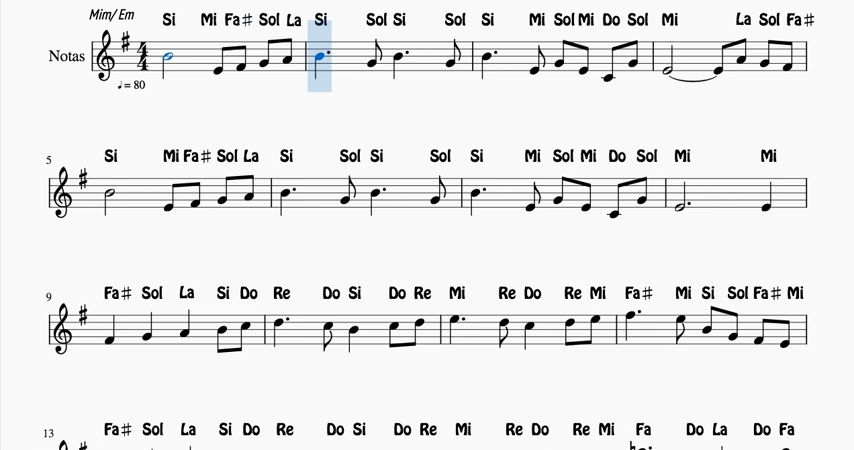 Mim/Em Si Mi Fa♯ Sol La Si Sol Si Sol Si Mi Sol Mi Do Sol Mi La Sol Fa♯
Notas 4/4
♩ = 80
5 Si Mi Fa♯ Sol La Si Sol Si Sol Si Mi Sol Mi Do Sol Mi Mi
9 Fa♯ Sol La Si Do Re Do Si Do Re Mi Re Do Re Mi Fa♯ Mi Si Sol Fa♯ Mi
13 Fa♯ Sol La Si Do Re Do Si Do Re Mi Re Do Re Mi Fa Do La Do Fa